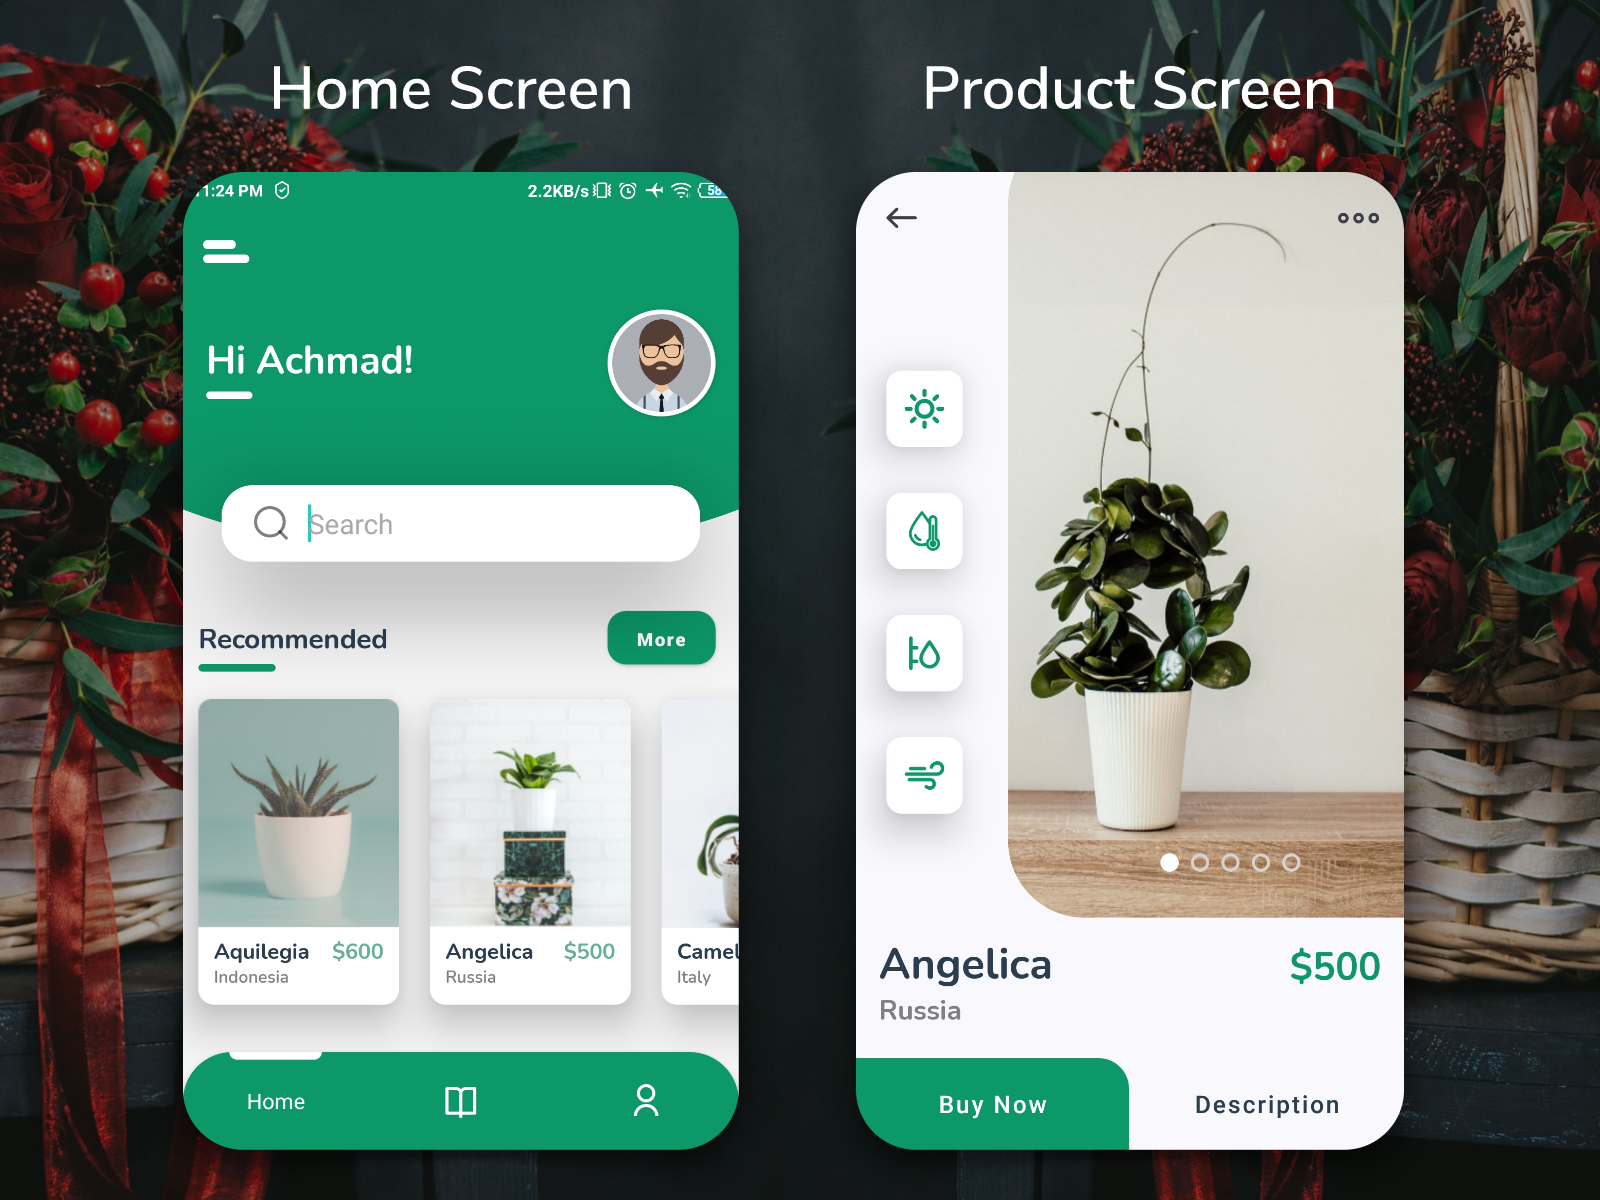 Home Screen
Product Screen
11:24 PM
2.2KB/s
58
Hi Achmad!
Search
Recommended
More
Aquilegia $600
Indonesia
Angelica $500
Russia
Camel
Italy
Home
Angelica $500
Russia
Buy Now
Description